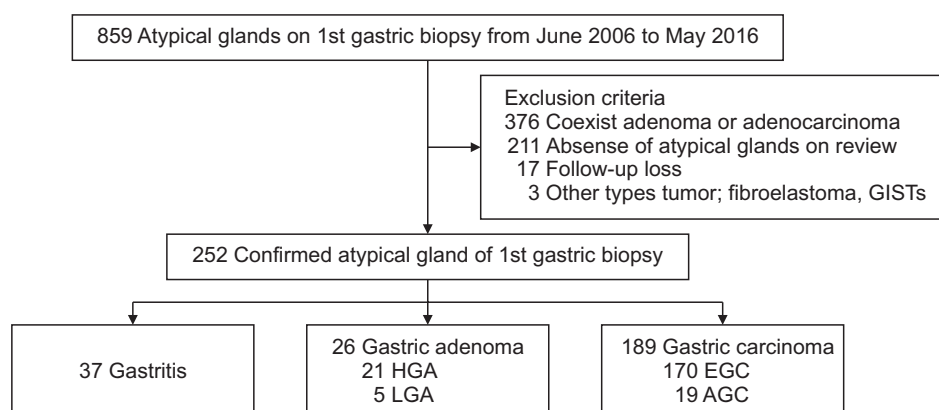 859 Atypical glands on 1st gastric biopsy from June 2006 to May 2016
Exclusion criteria
376 Coexist adenoma or adenocarcinoma
211 Absense of atypical glands on review
17 Follow-up loss
3 Other types tumor; fibroelastoma, GISTs
252 Confirmed atypical gland of 1st gastric biopsy
37 Gastritis
26 Gastric adenoma
21 HGA
5 LGA
189 Gastric carcinoma
170 EGC
19 AGC